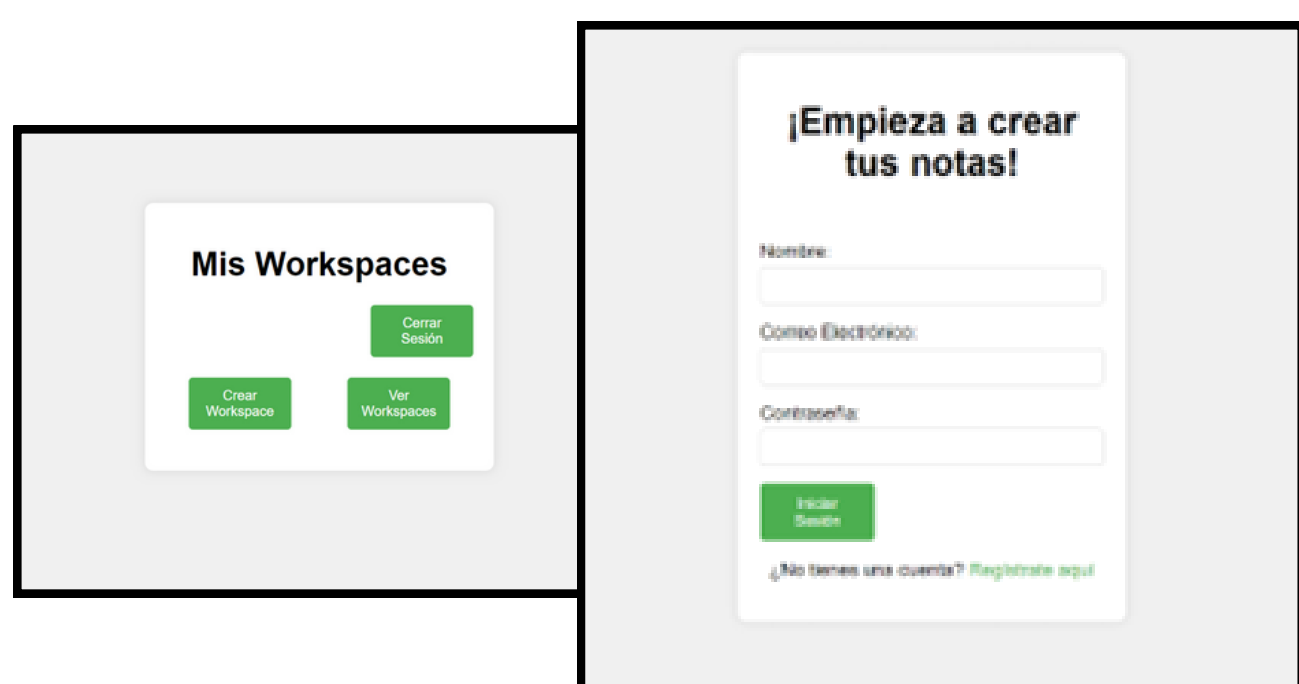 Mis Workspaces
Cerrar
Sesión
Crear
Workspace
Ver
Workspaces
¡Empieza a crear
tus notas!
Nombre:
Correo Electrónico:
Contraseña:
Iniciar
Sesión
¿No tienes una cuenta? Regístrate aquí